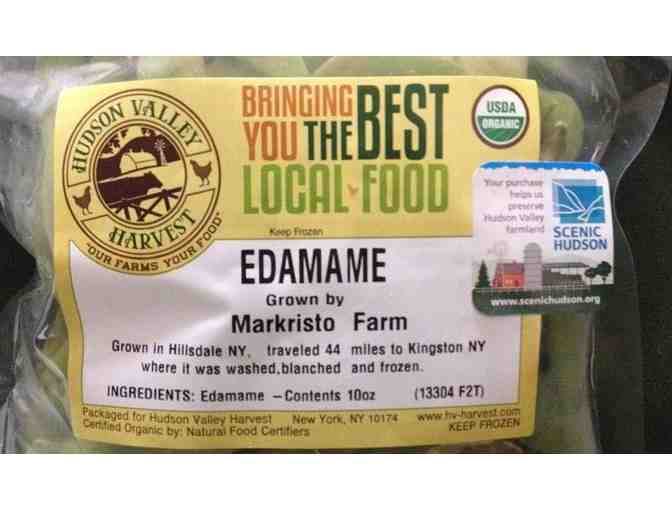 HUDSON VALLEY
HARVEST
"OUR FARMS YOUR FOOD"
BRINGING
YOU THE BEST
LOCAL FOOD
USDA
ORGANIC
Your purchase
helps us
preserve
Hudson Valley
farmland
SCENIC
HUDSON
www.scenichudson.org
Keep Frozen
EDAMAME
Grown by
Markristo Farm
Grown in Hillsdale NY, traveled 44 miles to Kingston NY
where it was washed,blanched and frozen.
INGREDIENTS: Edamame – Contents 10oz (13304 F2T)
Packaged for Hudson Valley Harvest New York, NY 10174 www.hv-harvest.com
Certified Organic by: Natural Food Certifiers KEEP FROZEN